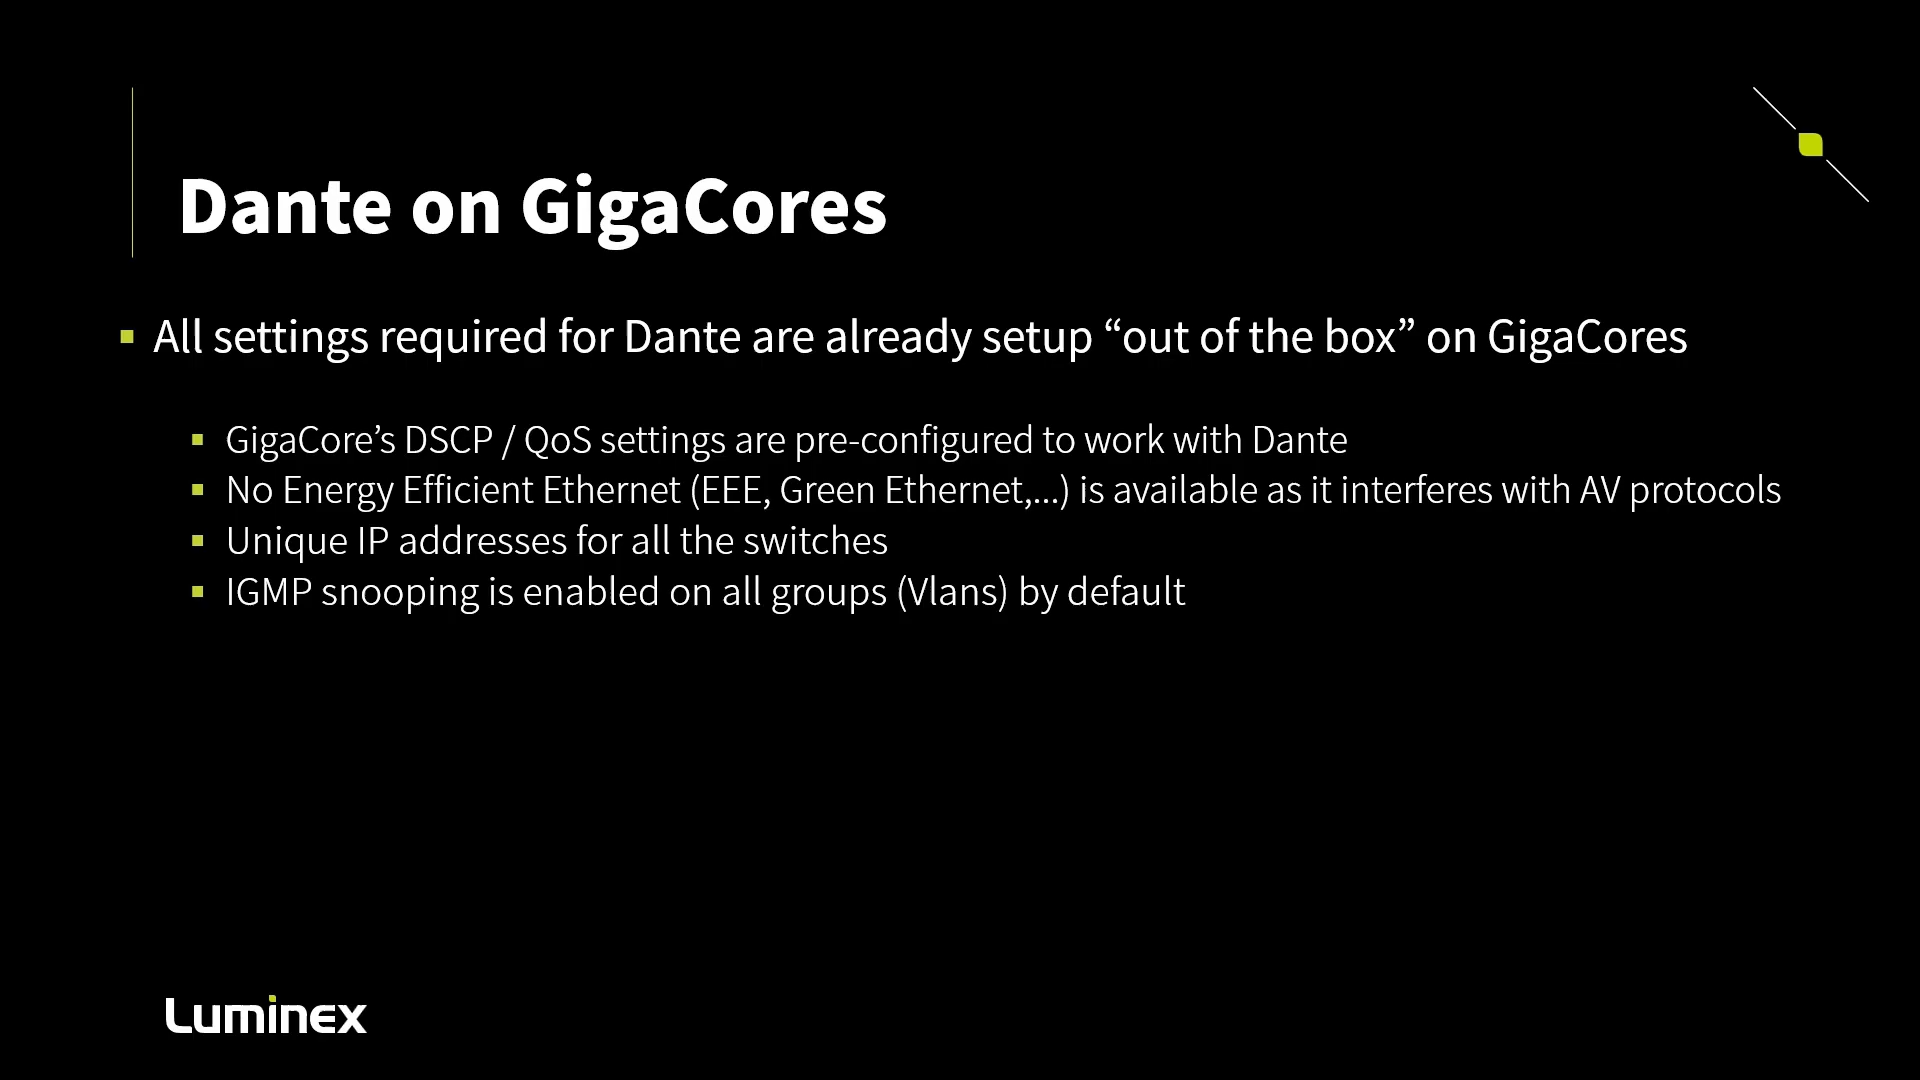 Dante on GigaCores
All settings required for Dante are already setup “out of the box” on GigaCores
GigaCore’s DSCP / QoS settings are pre-configured to work with Dante
No Energy Efficient Ethernet (EEE, Green Ethernet,...) is available as it interferes with AV protocols
Unique IP addresses for all the switches
IGMP snooping is enabled on all groups (Vlans) by default
Luminex